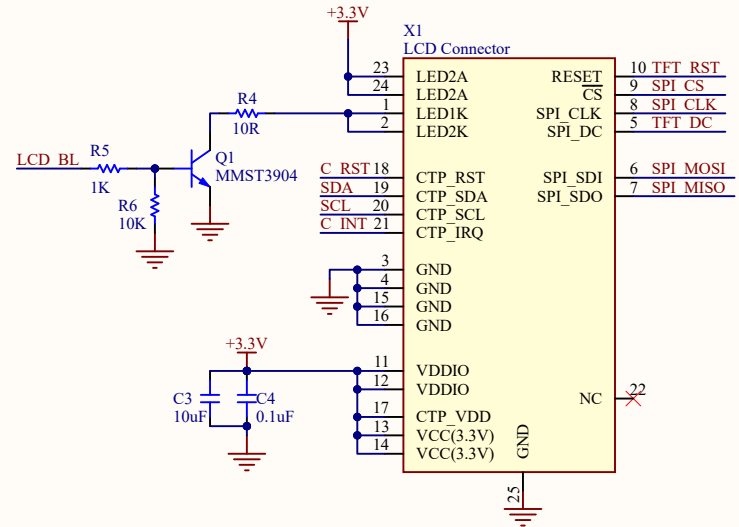 +3.3V
X1
LCD Connector
23 LED2A RESET 10 TFT_RST
24 LED2A CS 9 SPI_CS
R4 1 LED1K SPI_CLK 8 SPI_CLK
10R 2 LED2K SPI_DC 5 TFT_DC
LCD_BL R5 Q1
1K MMST3904
C_RST 18 CTP_RST SPI_SDI 6 SPI_MOSI
SDA 19 CTP_SDA SPI_SDO 7 SPI_MISO
R6 SCL 20 CTP_SCL
10K C_INT 21 CTP_IRQ
3 GND
4 GND
15 GND
16 GND
+3.3V
11 VDDIO
12 VDDIO
C3 C4 NC 22
10uF 0.1uF 17 CTP_VDD
13 VCC(3.3V)
14 VCC(3.3V)
GND
25